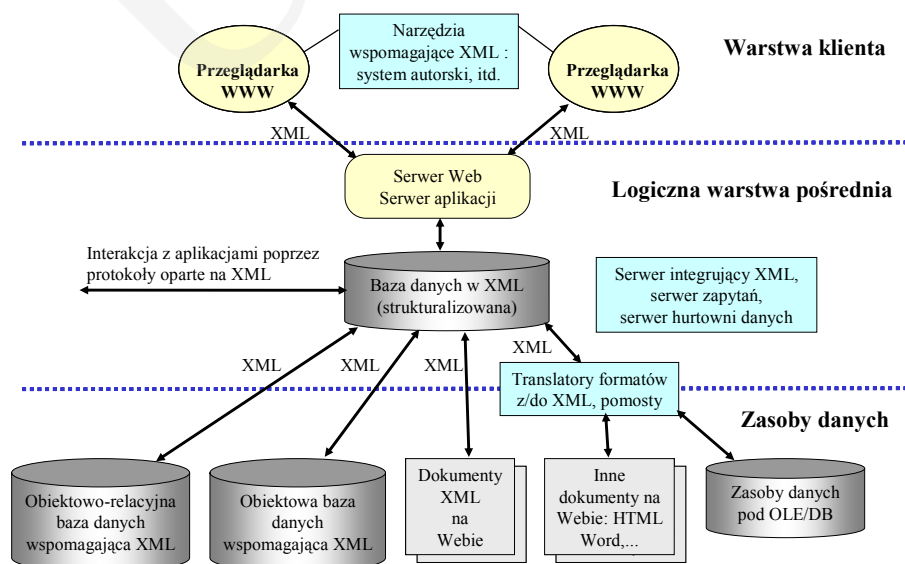 Narzędzia
wspomagające XML :
system autorski, itd.
Warstwa klienta
Przeglądarka
WWW
Przeglądarka
WWW
XML
XML
Serwer Web
Serwer aplikacji
Logiczna warstwa pośrednia
Interakcja z aplikacjami poprzez
protokoły oparte na XML
Baza danych w XML
(strukturalizowana)
Serwer integrujący XML,
serwer zapytań,
serwer hurtowni danych
XML
XML
XML
XML
Translatory formatów
z/do XML, pomosty
Zasoby danych
Obiektowo-relacyjna
baza danych
wspomagająca XML
Obiektowa baza
danych
wspomagająca XML
Dokumenty
XML
na
Webie
Inne
dokumenty na
Webie: HTML
Word,...
Zasoby danych
pod OLE/DB